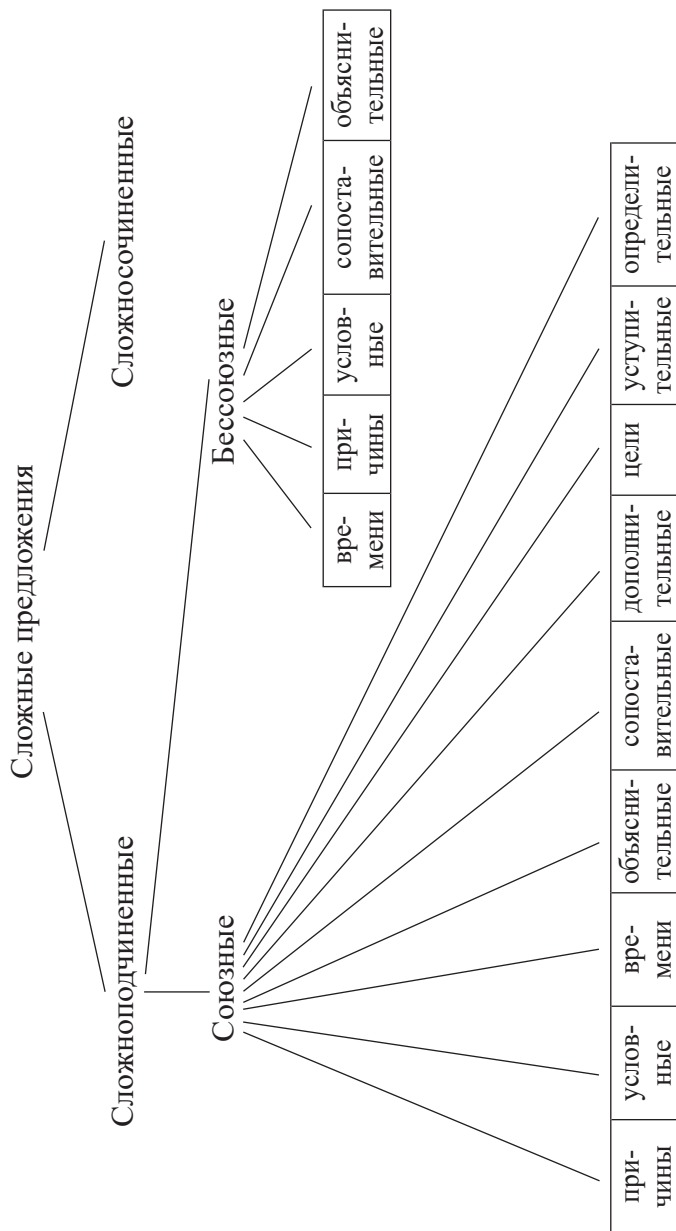 Сложные предложения
Сложноподчиненные
Сложносочиненные
Союзные
Бессоюзные
вре-
мени
при-
чины
услов-
ные
сопоста-
вительные
объясни-
тельные
при-
чины
услов-
ные
вре-
мени
объясни-
тельные
сопоста-
вительные
дополни-
тельные
цели
уступи-
тельные
определи-
тельные